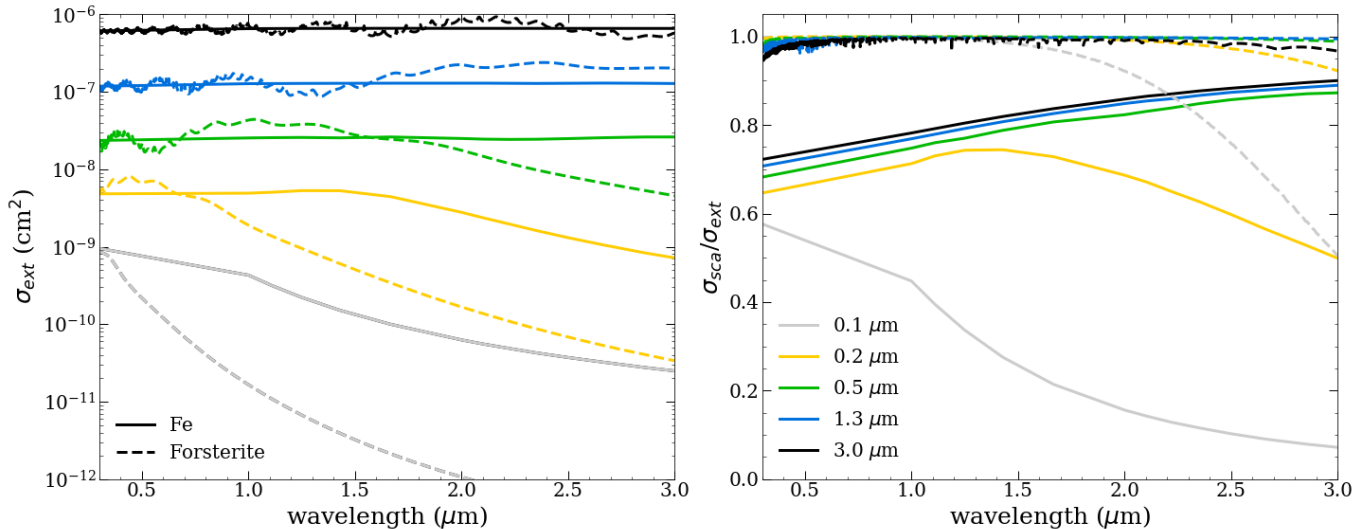 10⁻⁶
10⁻⁷
10⁻⁸
10⁻⁹
10⁻¹⁰
10⁻¹¹
10⁻¹²
σ_ext (cm²)
Fe
Forsterite
0.5 1.0 1.5 2.0 2.5 3.0
wavelength (μm)
1.0
0.8
0.6
0.4
0.2
0.0
σ_sca/σ_ext
0.1 μm
0.2 μm
0.5 μm
1.3 μm
3.0 μm
0.5 1.0 1.5 2.0 2.5 3.0
wavelength (μm)